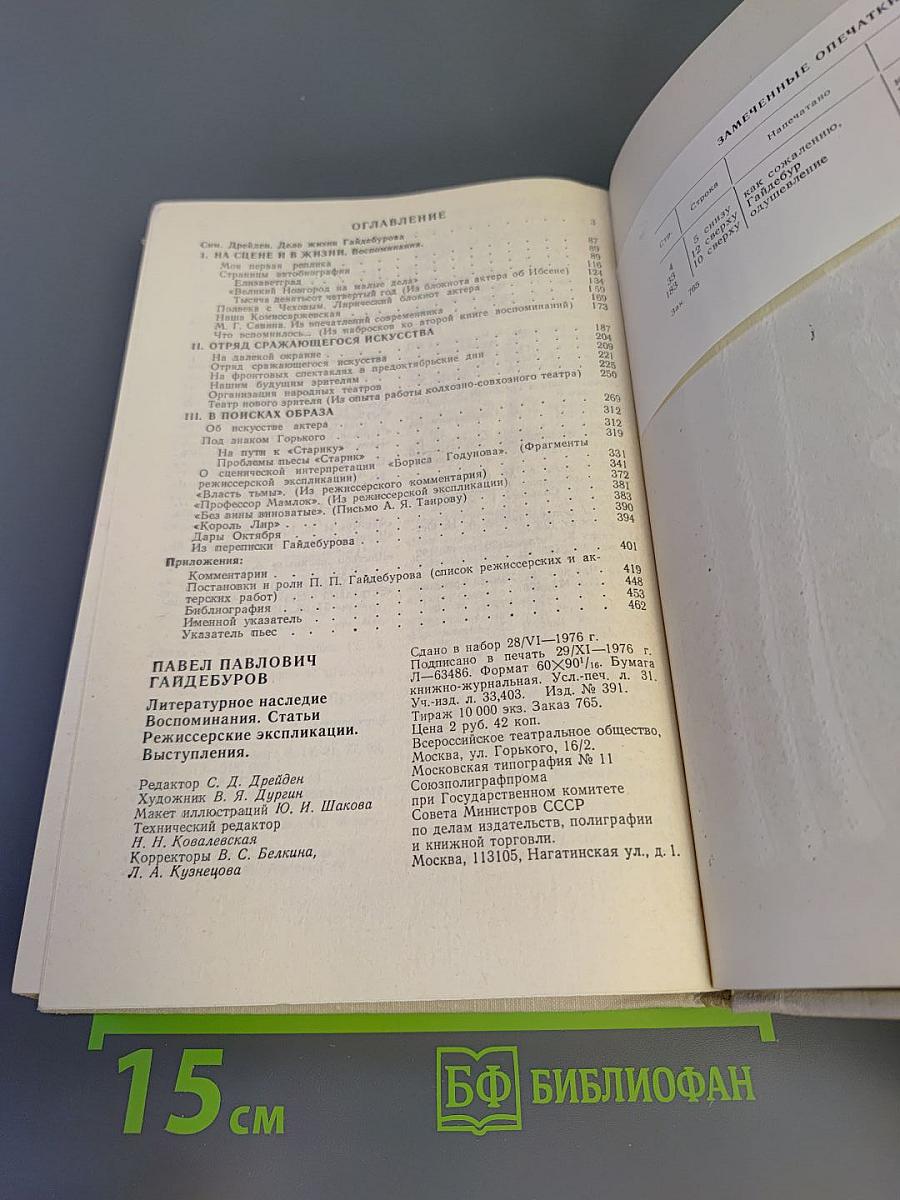 ОГЛАВЛЕНИЕ
Сим. Дрейден. Дело жизни Гайдебурова 3
I. НА СЦЕНЕ И В ЖИЗНИ. Воспоминания.
Моя первая реплика 87
Страницы автобиографии 89
Елизаветград 89
«Великий Новгород на малые дела» 116
Тысяча девятьсот четвертый год (Из блокнота актера об Ибсене) 124
Полвека с Чеховым. Лирический блокнот актера 134
Наша Комиссаржевская 159
М. Г. Савина. Из впечатлений современника 169
Что вспомнилось... (Из набросков ко второй книге воспоминаний) 173
II. ОТРЯД СРАЖАЮЩЕГОСЯ ИСКУССТВА
На далекой окраине 187
Отряд сражающегося искусства 204
На фронтовых спектаклях в предоктябрьские дни 209
Нашим будущим зрителям 221
Организация народных театров 225
Театр нового зрителя (Из опыта работы колхозно-совхозного театра) 250
III. В ПОИСКАХ ОБРАЗА
Об искусстве актера 269
Под знаком Горького 312
На пути к «Старику» 312
Проблемы пьесы «Старик» 319
О сценической интерпретации «Бориса Годунова». (Фрагменты
режиссерской экспликации) 331
«Власть тьмы». (Из режиссерского комментария) 341
«Профессор Мамлок». (Из режиссерской экспликации) 372
«Без вины виноватые». (Письмо А. Я. Таирову) 381
«Король Лир» 383
Дары Октября 390
Из переписки Гайдебурова 394
Приложения:
Комментарии 401
Постановки и роли П. П. Гайдебурова (список режиссерских и ак-
терских работ) 419
Библиография 448
Именной указатель 453
Указатель пьес 462
ПАВЕЛ ПАВЛОВИЧ
ГАЙДЕБУРОВ
Литературное наследие
Воспоминания. Статьи
Режиссерские экспликации.
Выступления.
Редактор С. Д. Дрейден
Художник В. Я. Дургин
Макет иллюстраций Ю. И. Шакова
Технический редактор
Н. Н. Ковалевская
Корректоры В. С. Белкина,
Л. А. Кузнецова
Сдано в набор 28/VI—1976 г.
Подписано в печать 29/XI—1976 г.
Л—63486. Формат 60×90¹/₁₆. Бумага
книжно-журнальная. Усл.-печ. л. 31.
Уч.-изд. л. 33,403. Изд. № 391.
Тираж 10 000 экз. Заказ 765.
Цена 2 руб. 42 коп.
Всероссийское театральное общество,
Москва, ул. Горького, 16/2.
Московская типография № 11
Союзполиграфпрома
при Государственном комитете
Совета Министров СССР
по делам издательств, полиграфии
и книжной торговли.
Москва, 113105, Нагатинская ул., д. 1.
ЗАМЕЧЕННЫЕ ОПЕЧАТКИ
Стр. Строка Напечатано
4 5 снизу как сожалению,
33 12 сверху Гайдебур
183 10 сверху одушевление
Зак. 765
15 см
БФ БИБЛИОФАН